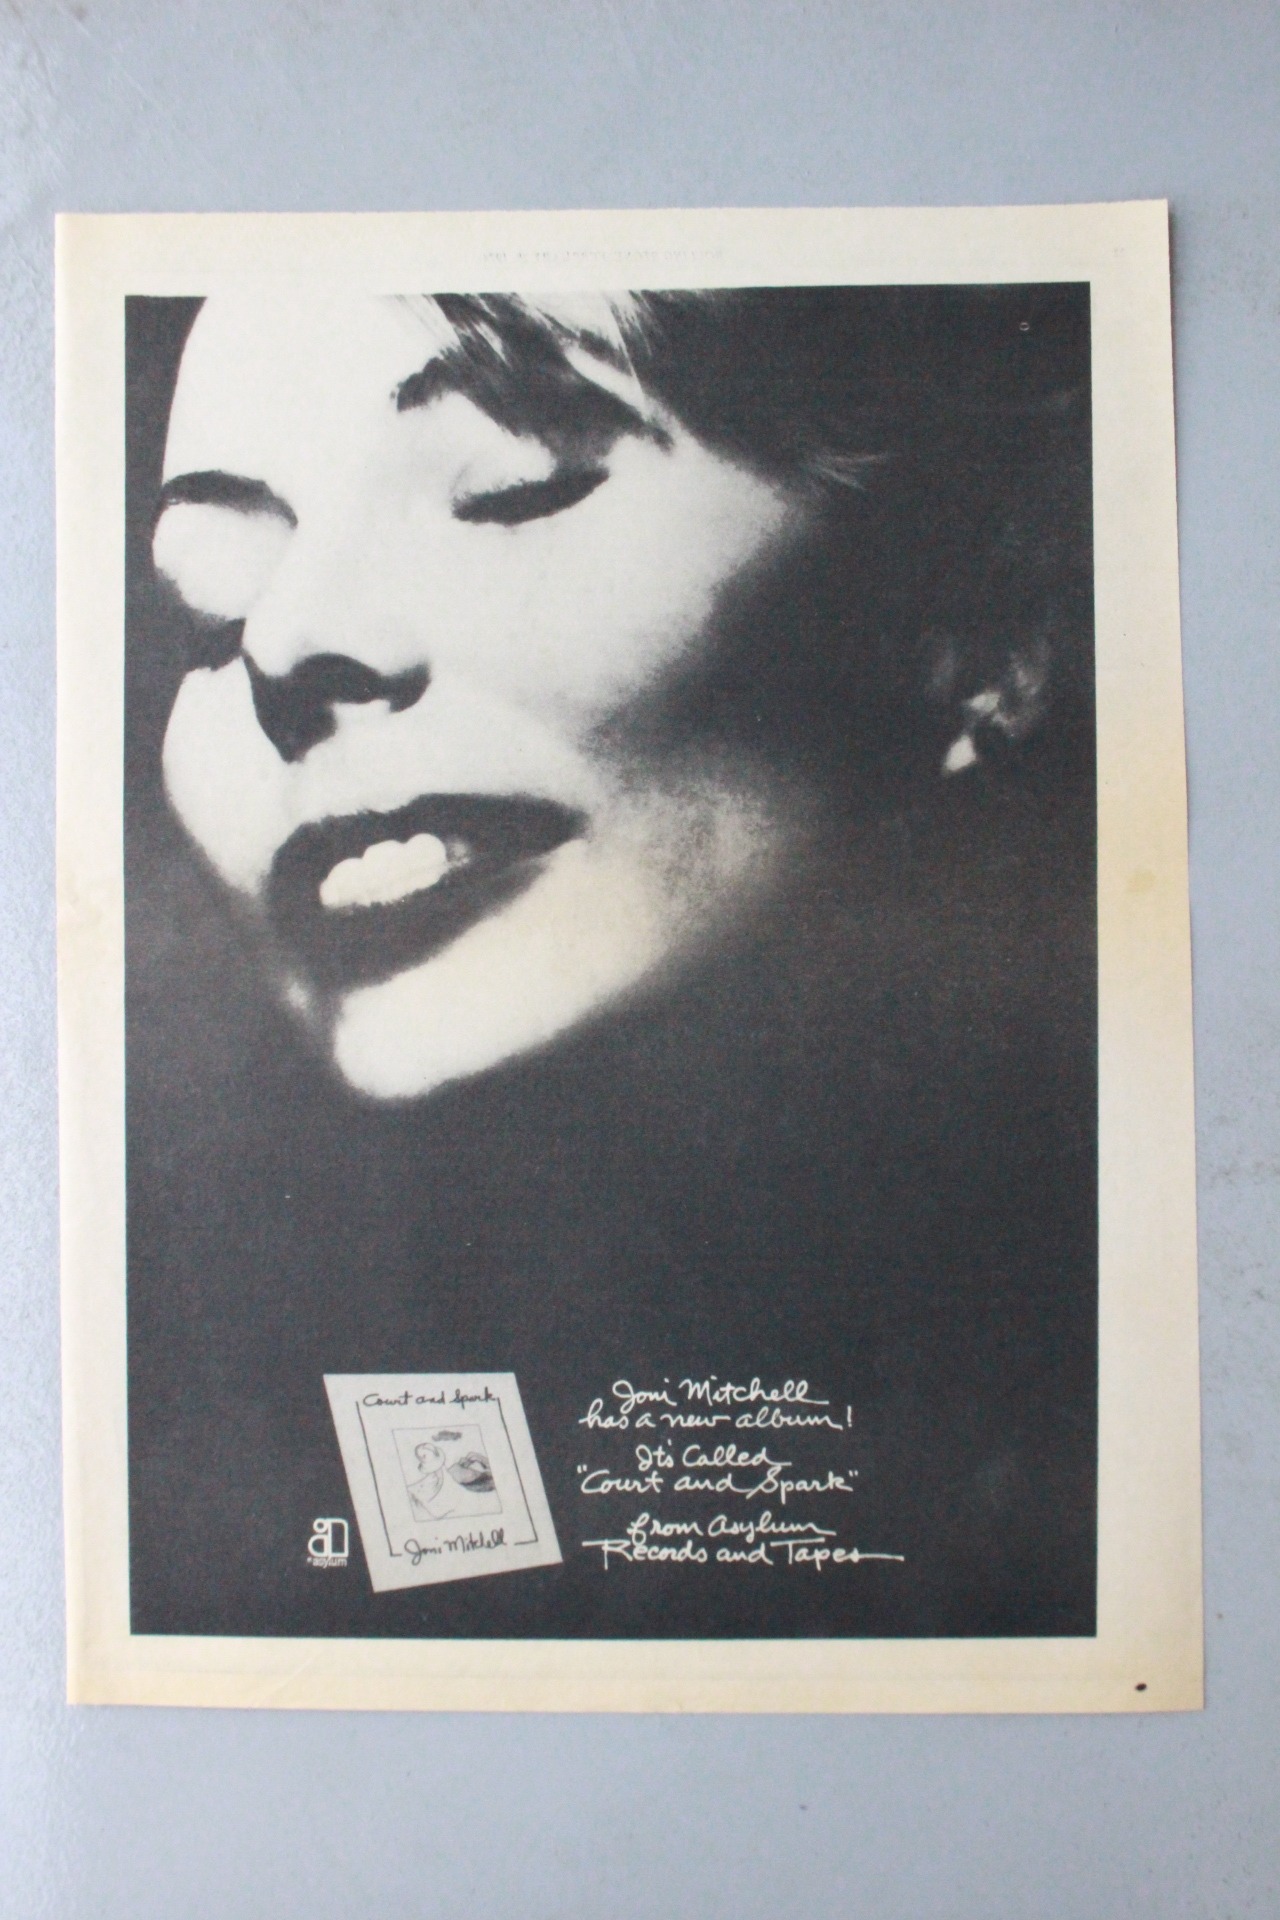 Court and Spark
Joni Mitchell
asylum
Joni Mitchell
has a new album!
It's Called
"Court and Spark"
from Asylum
Records and Tapes